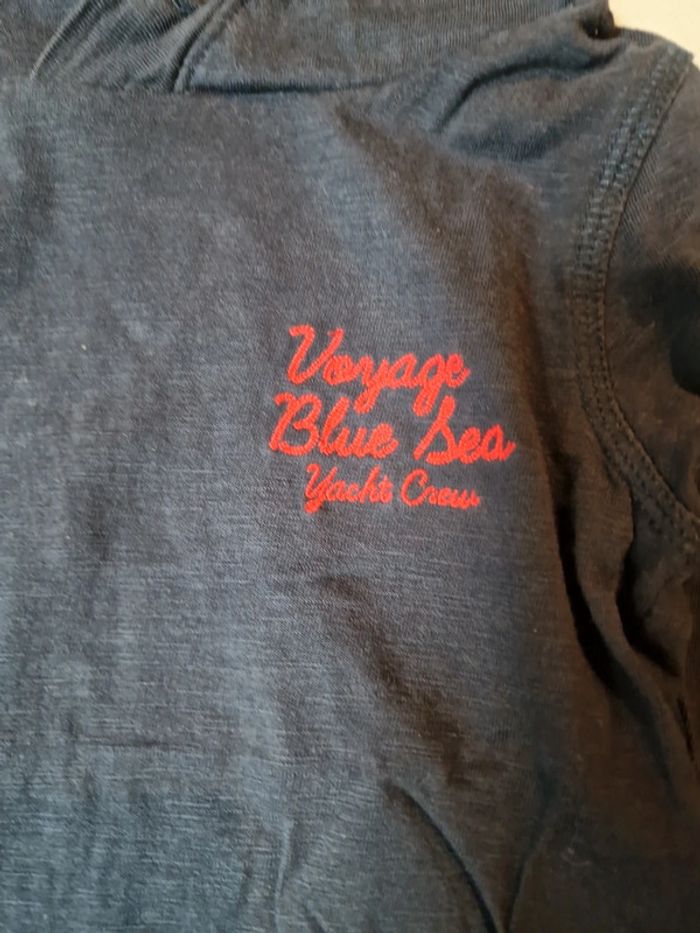 Voyage
Blue Sea
Yacht Crew